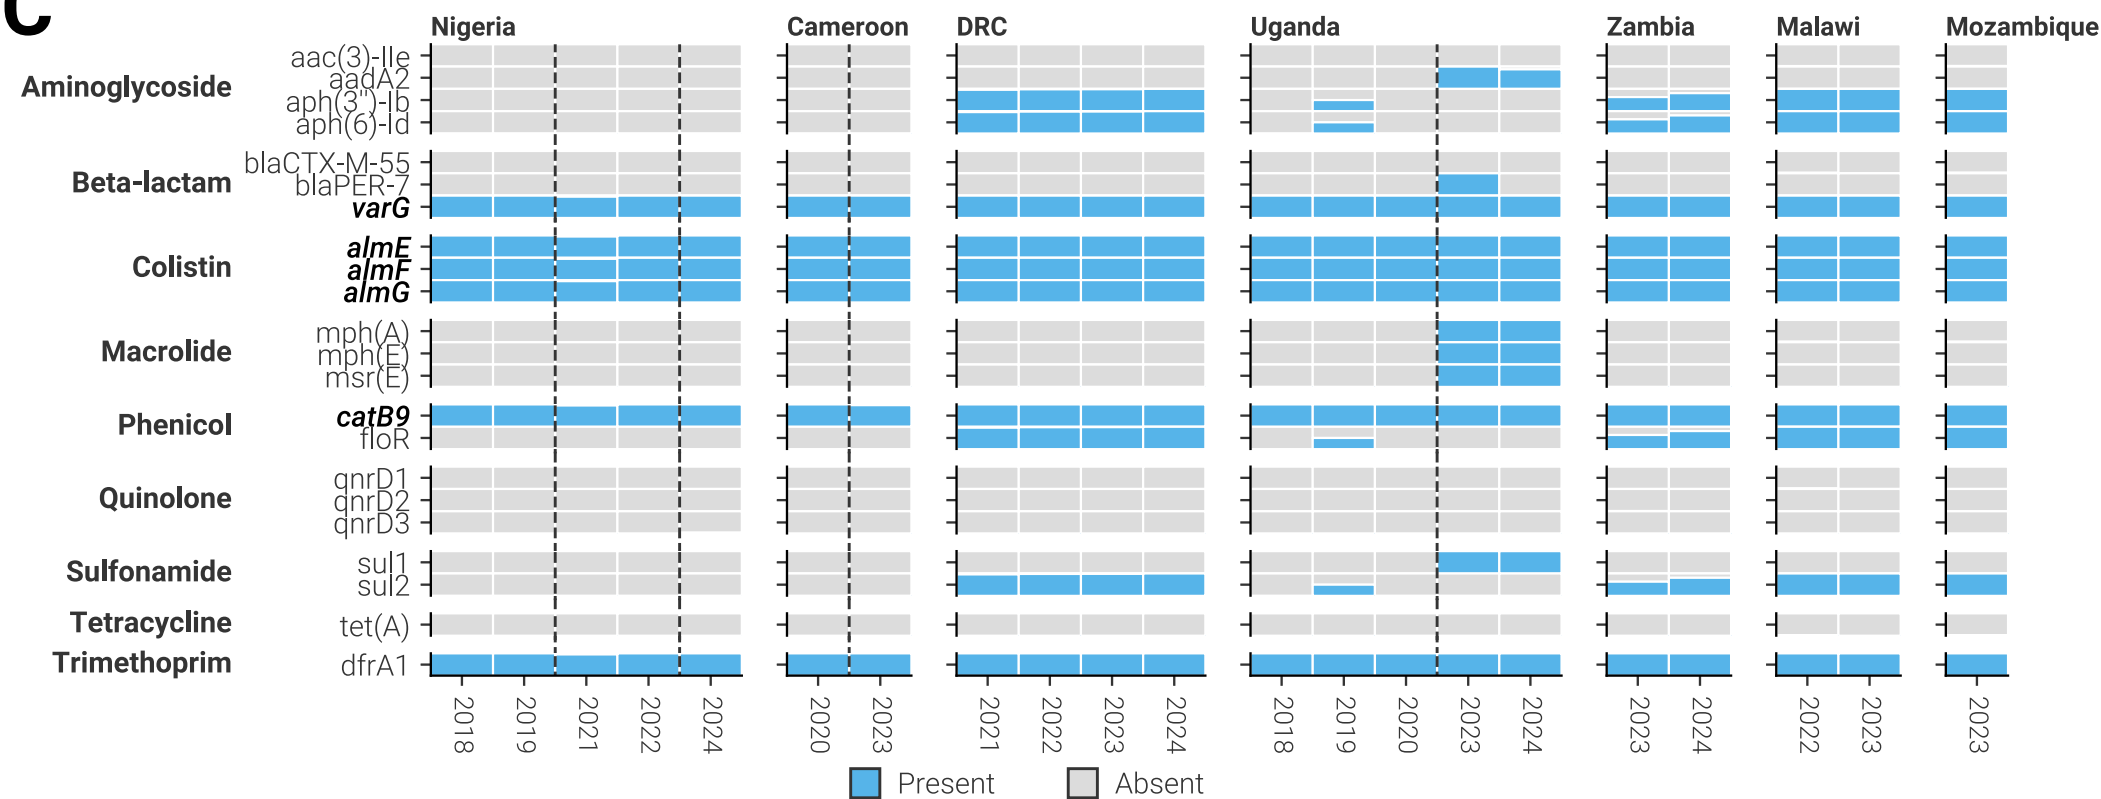 C
Nigeria Cameroon DRC Uganda Zambia Malawi Mozambique
Aminoglycoside
aac(3)-IIe
aadA2
aph(3")-Ib
aph(6)-Id
Beta-lactam
blaCTX-M-55
blaPER-7
varG
Colistin
almE
almF
almG
Macrolide
mph(A)
mph(E)
msr(E)
Phenicol
catB9
floR
Quinolone
qnrD1
qnrD2
qnrD3
Sulfonamide
sul1
sul2
Tetracycline
tet(A)
Trimethoprim
dfrA1
2018 2019 2021 2022 2024 2020 2023 2021 2022 2023 2024 2018 2019 2020 2023 2024 2023 2024 2022 2023 2023
Present Absent